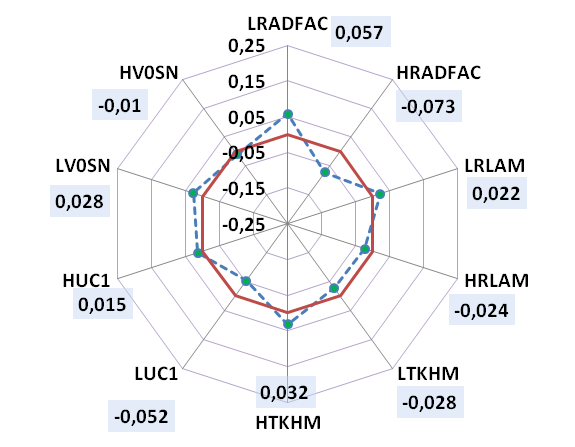 LRADFAC 0,057
0,25
HV0SN
HRADFAC
0,15
-0,01
-0,073
0,05
-0,05
LV0SN
LRLAM
0,028
-0,15
0,022
-0,25
HUC1
HRLAM
0,015
-0,024
LUC1
LTKHM
0,032
-0,052
-0,028
HTKHM